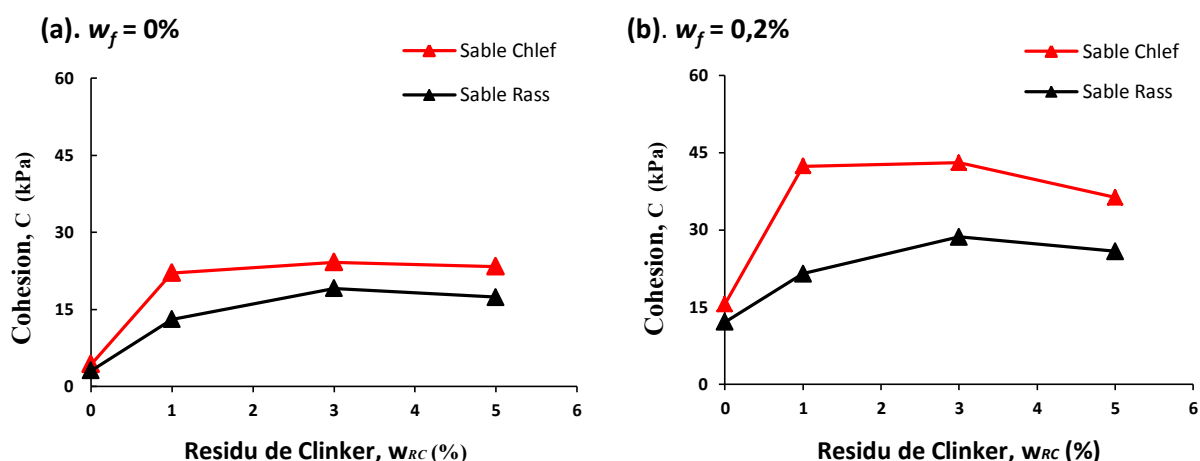 (a). wf = 0%
Sable Chlef
Sable Rass
60
45
30
15
0
0 1 2 3 4 5 6
Cohesion, C (kPa)
Residu de Clinker, wRC (%)
(b). wf = 0,2%
Sable Chlef
Sable Rass
60
45
30
15
0
0 1 2 3 4 5 6
Cohesion, C (kPa)
Residu de Clinker, wRC (%)